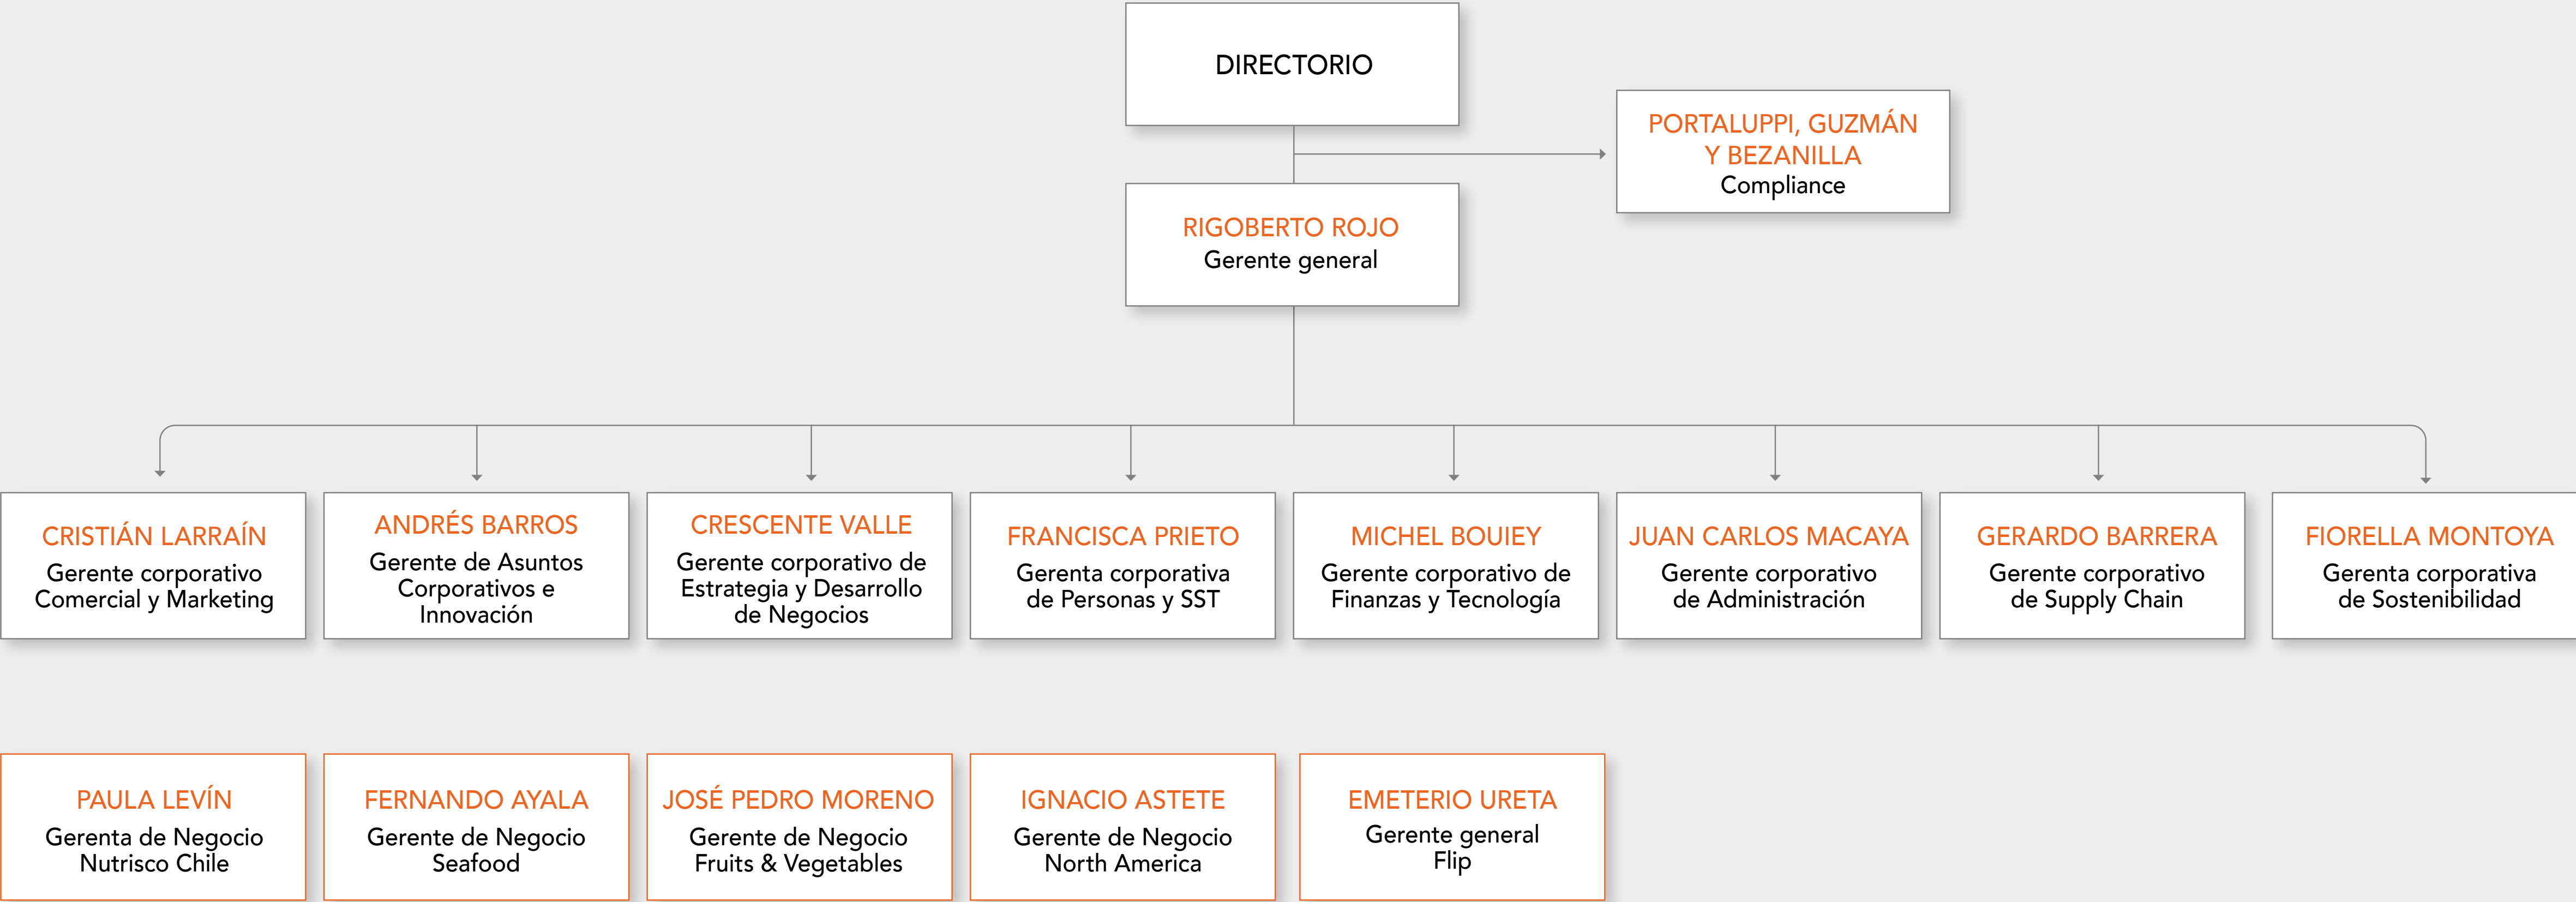 DIRECTORIO
PORTALUPPI, GUZMÁN
Y BEZANILLA
Compliance
RIGOBERTO ROJO
Gerente general
CRISTIÁN LARRAÍN
Gerente corporativo
Comercial y Marketing
ANDRÉS BARROS
Gerente de Asuntos
Corporativos e
Innovación
CRESCENTE VALLE
Gerente corporativo de
Estrategia y Desarrollo
de Negocios
FRANCISCA PRIETO
Gerenta corporativa
de Personas y SST
MICHEL BOUIEY
Gerente corporativo de
Finanzas y Tecnología
JUAN CARLOS MACAYA
Gerente corporativo
de Administración
GERARDO BARRERA
Gerente corporativo
de Supply Chain
FIORELLA MONTOYA
Gerenta corporativa
de Sostenibilidad
PAULA LEVÍN
Gerenta de Negocio
Nutrisco Chile
FERNANDO AYALA
Gerente de Negocio
Seafood
JOSÉ PEDRO MORENO
Gerente de Negocio
Fruits & Vegetables
IGNACIO ASTETE
Gerente de Negocio
North America
EMETERIO URETA
Gerente general
Flip